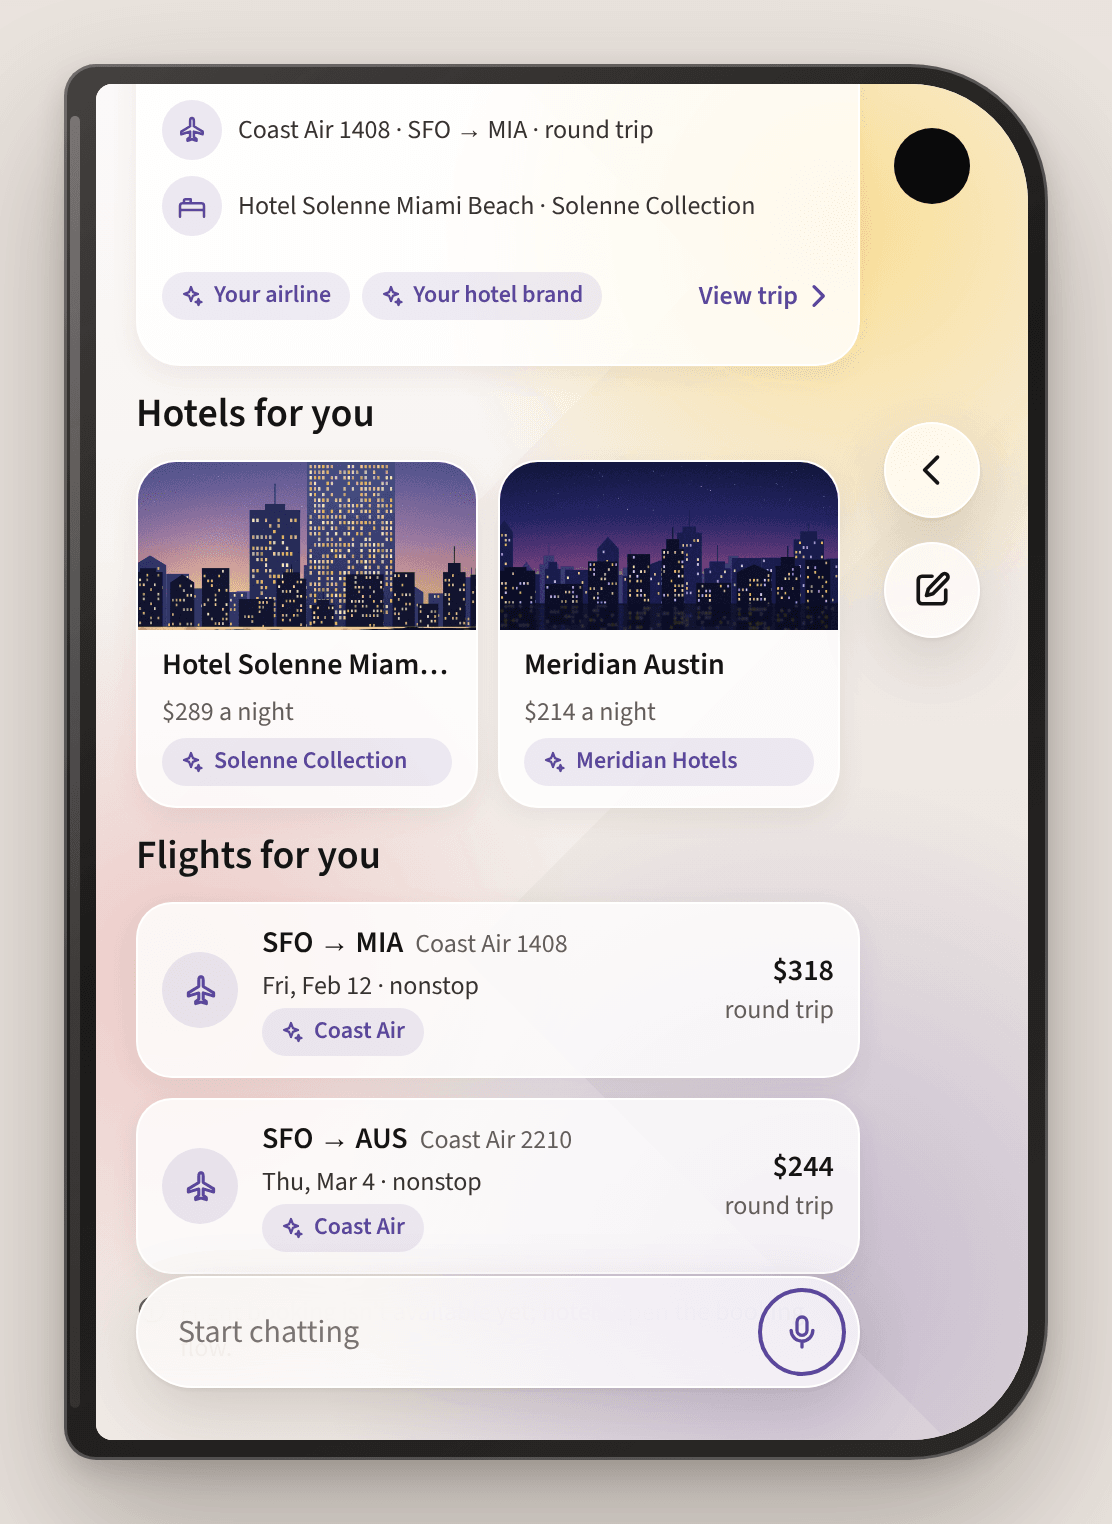 Coast Air 1408 · SFO → MIA · round trip
Hotel Solenne Miami Beach · Solenne Collection
Your airline
Your hotel brand
View trip
Hotels for you
Hotel Solenne Miam...
$289 a night
Solenne Collection
Meridian Austin
$214 a night
Meridian Hotels
Flights for you
SFO → MIA Coast Air 1408
Fri, Feb 12 · nonstop
Coast Air
$318
round trip
SFO → AUS Coast Air 2210
Thu, Mar 4 · nonstop
Coast Air
$244
round trip
Start chatting